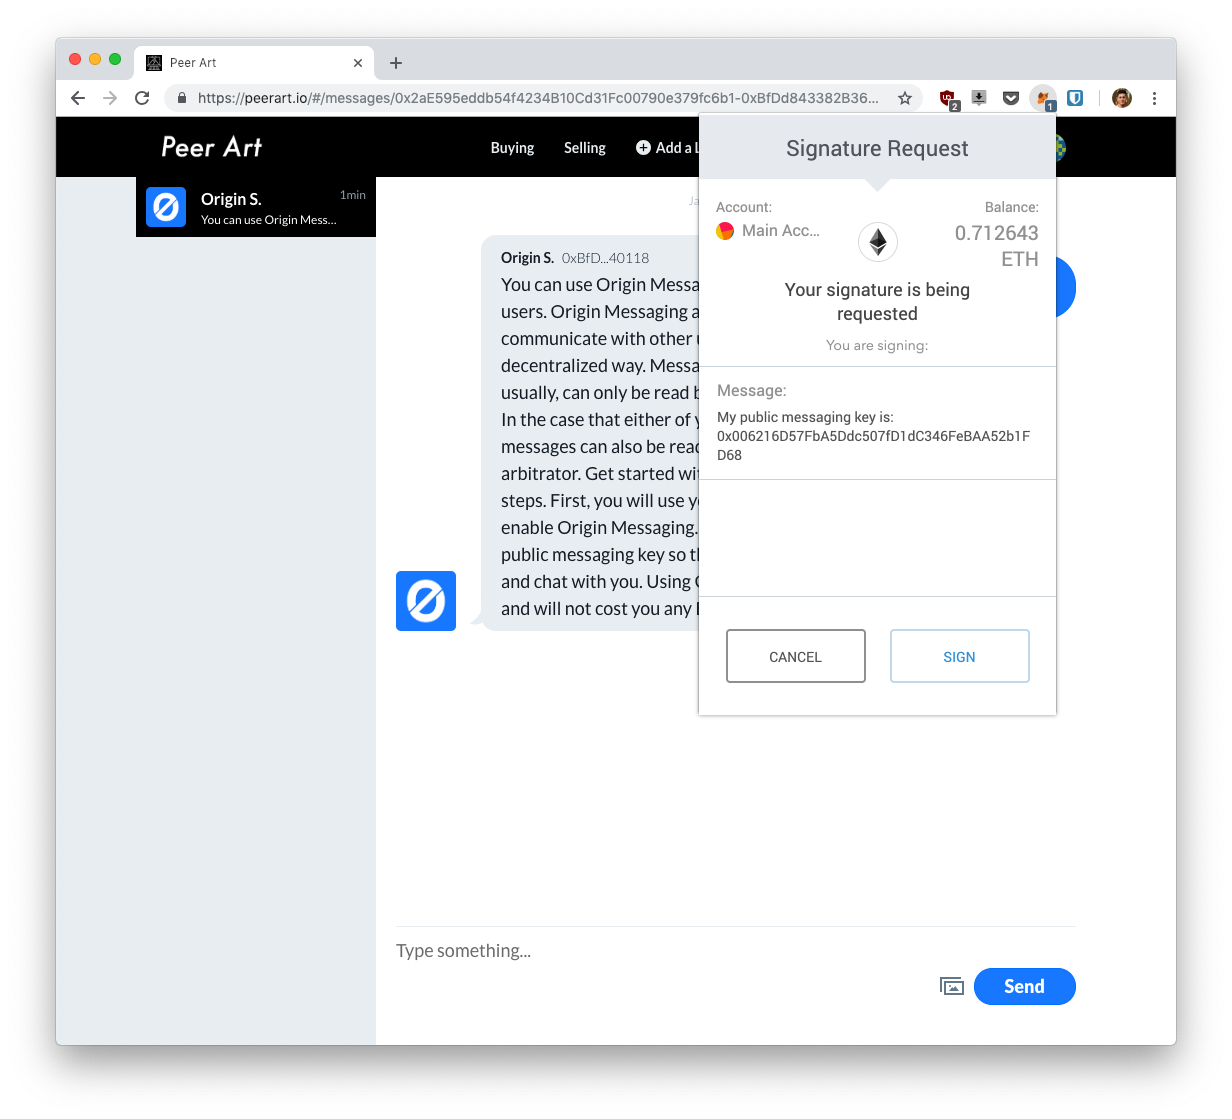 Peer Art
https://peerart.io/#/messages/0x2aE595eddb54f4234B10Cd31Fc00790e379fc6b1-0xBfDd843382B36...
2
1
Peer Art
Buying
Selling
Add a L
Origin S.
1min
You can use Origin Mess...
Ja
Origin S. 0xBfD...40118
You can use Origin Messa
users. Origin Messaging a
communicate with other
decentralized way. Messa
usually, can only be read
In the case that either of
messages can also be read
arbitrator. Get started wi
steps. First, you will use y
enable Origin Messaging.
public messaging key so t
and chat with you. Using
and will not cost you any
Signature Request
Account:
Balance:
Main Acc...
0.712643
ETH
Your signature is being
requested
You are signing:
Message:
My public messaging key is:
0x006216D57FbA5Ddc507fD1dC346FeBAA52b1F
D68
CANCEL
SIGN
Type something...
Send